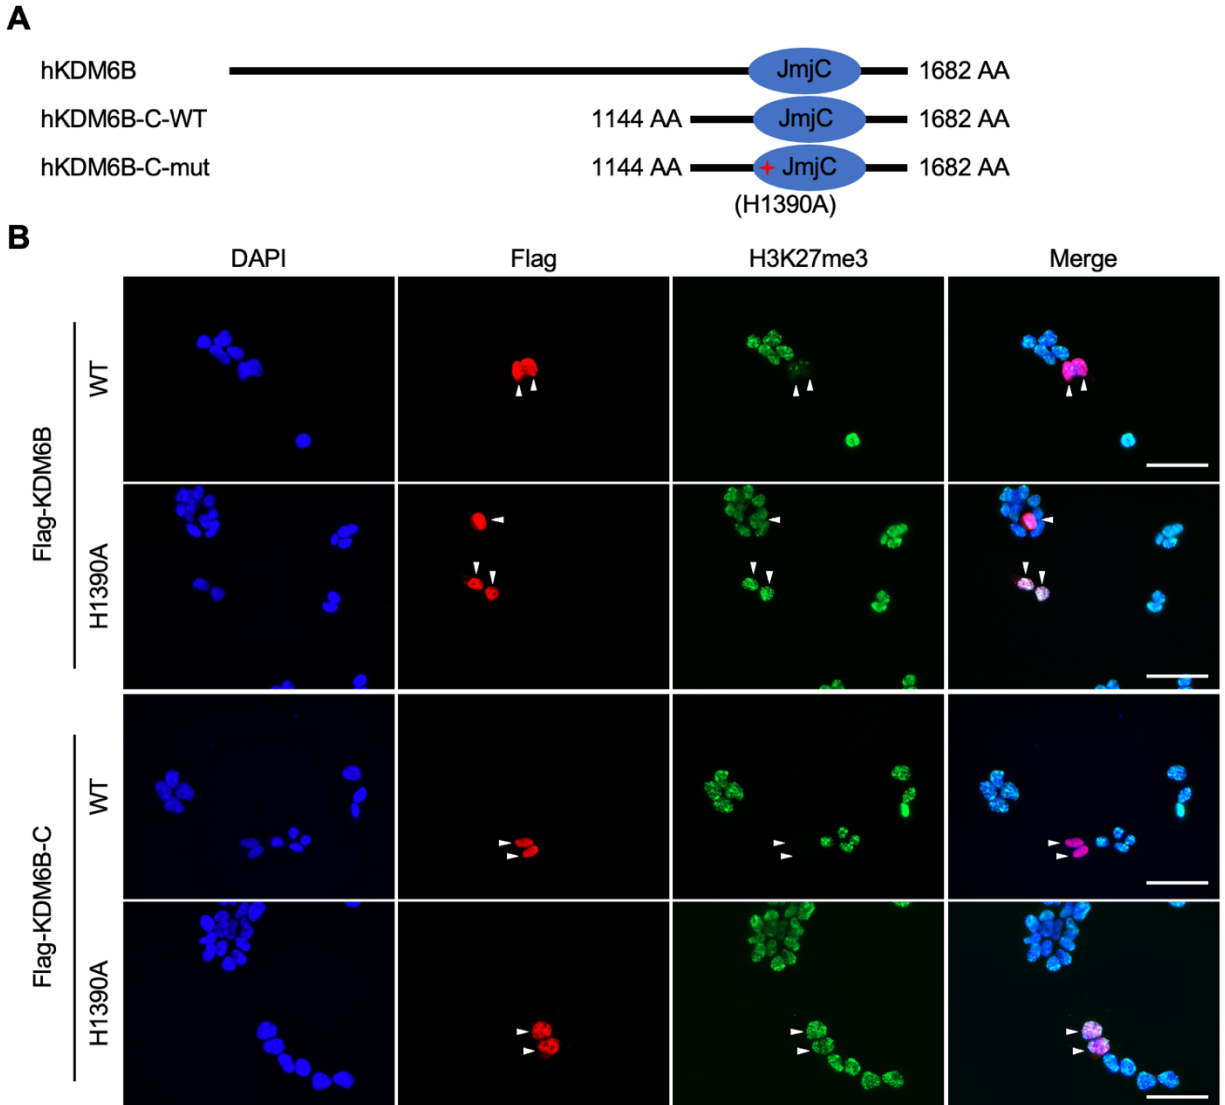 A
hKDM6B JmjC 1682 AA
hKDM6B-C-WT 1144 AA JmjC 1682 AA
hKDM6B-C-mut 1144 AA JmjC 1682 AA
(H1390A)
B
DAPI Flag H3K27me3 Merge
Flag-KDM6B
WT
H1390A
Flag-KDM6B-C
WT
H1390A